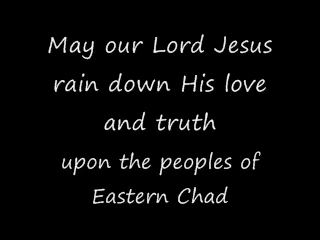 May our Lord Jesus
rain down His love
and truth
upon the peoples of
Eastern Chad